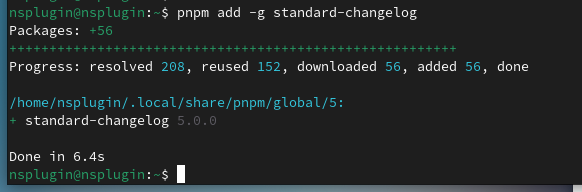 nsplugin@nsplugin:~$ pnpm add -g standard-changelog
Packages: +56
++++++++++++++++++++++++++++++++++++++++++++++++++++++++
Progress: resolved 208, reused 152, downloaded 56, added 56, done
/home/nsplugin/.local/share/pnpm/global/5:
+ standard-changelog 5.0.0
Done in 6.4s
nsplugin@nsplugin:~$